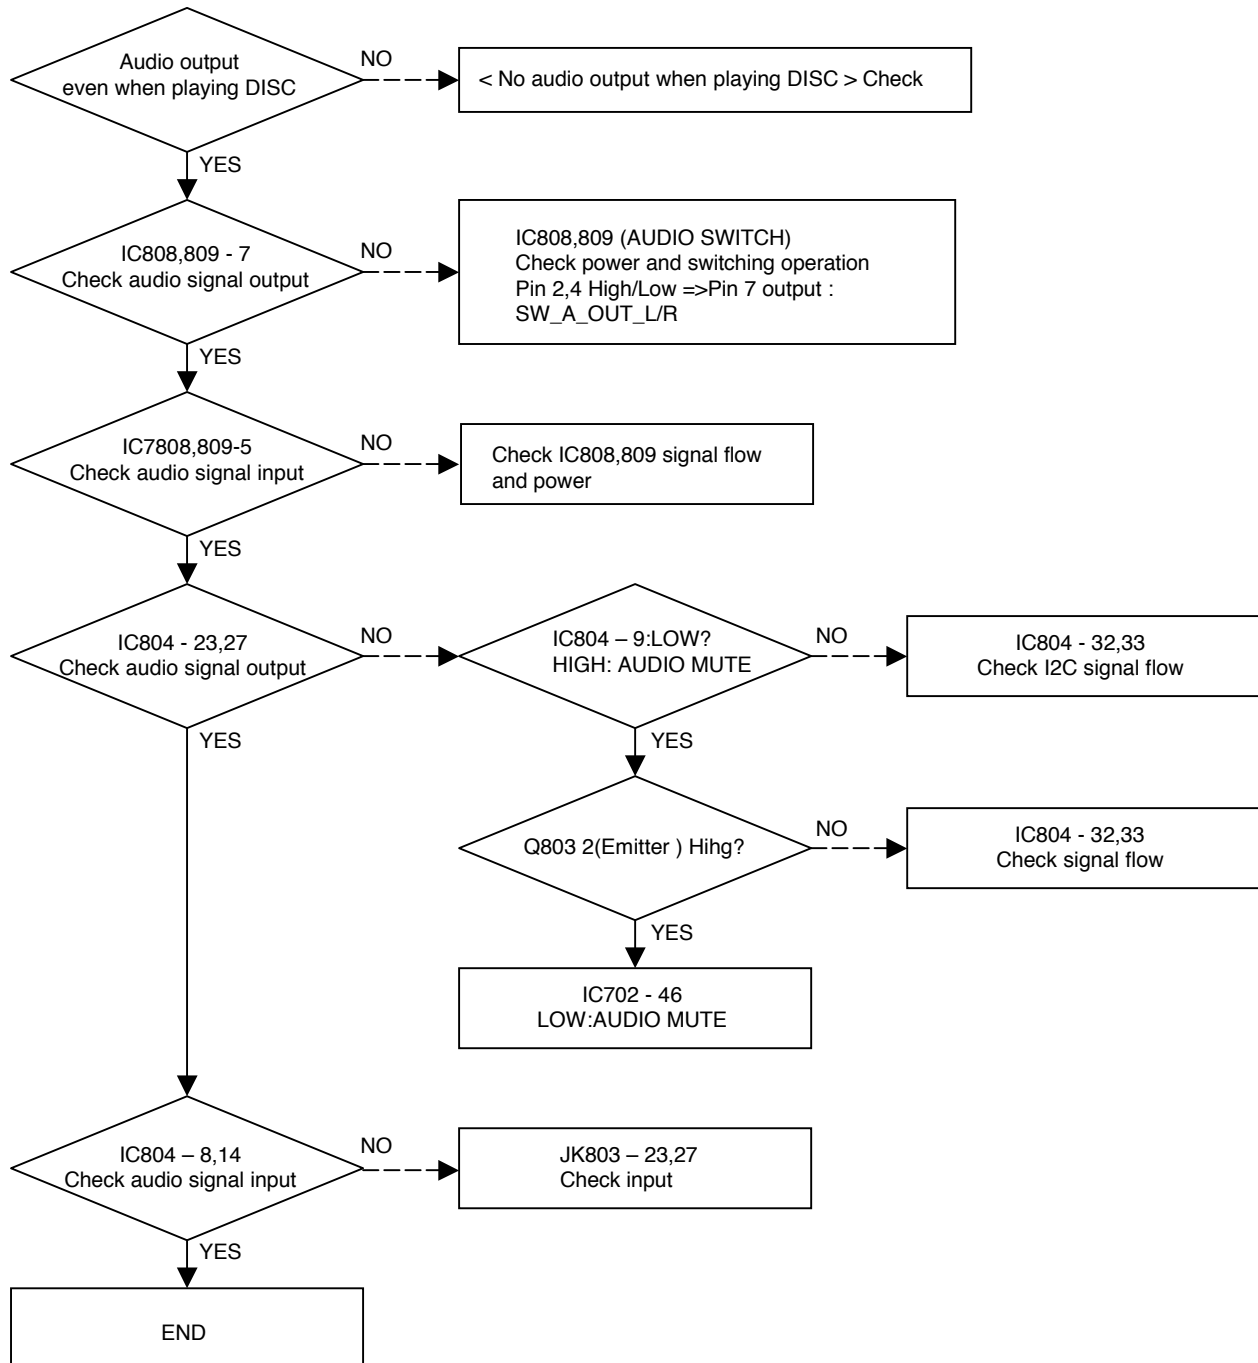 Audio output
even when playing DISC
NO
< No audio output when playing DISC > Check
YES
IC808,809 - 7
Check audio signal output
NO
IC808,809 (AUDIO SWITCH)
Check power and switching operation
Pin 2,4 High/Low =>Pin 7 output :
SW_A_OUT_L/R
YES
IC7808,809-5
Check audio signal input
NO
Check IC808,809 signal flow
and power
YES
IC804 - 23,27
Check audio signal output
NO
IC804 – 9:LOW?
HIGH: AUDIO MUTE
NO
IC804 - 32,33
Check I2C signal flow
YES
YES
Q803 2(Emitter ) Hihg?
NO
IC804 - 32,33
Check signal flow
YES
IC702 - 46
LOW:AUDIO MUTE
IC804 – 8,14
Check audio signal input
NO
JK803 – 23,27
Check input
YES
END